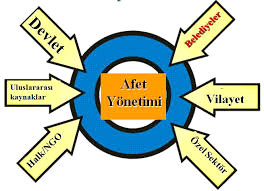 Devlet
Belediyeler
Uluslararası
kaynaklar
Afet
Yönetimi
Vilayet
Halk/NGO
Özel Sektör